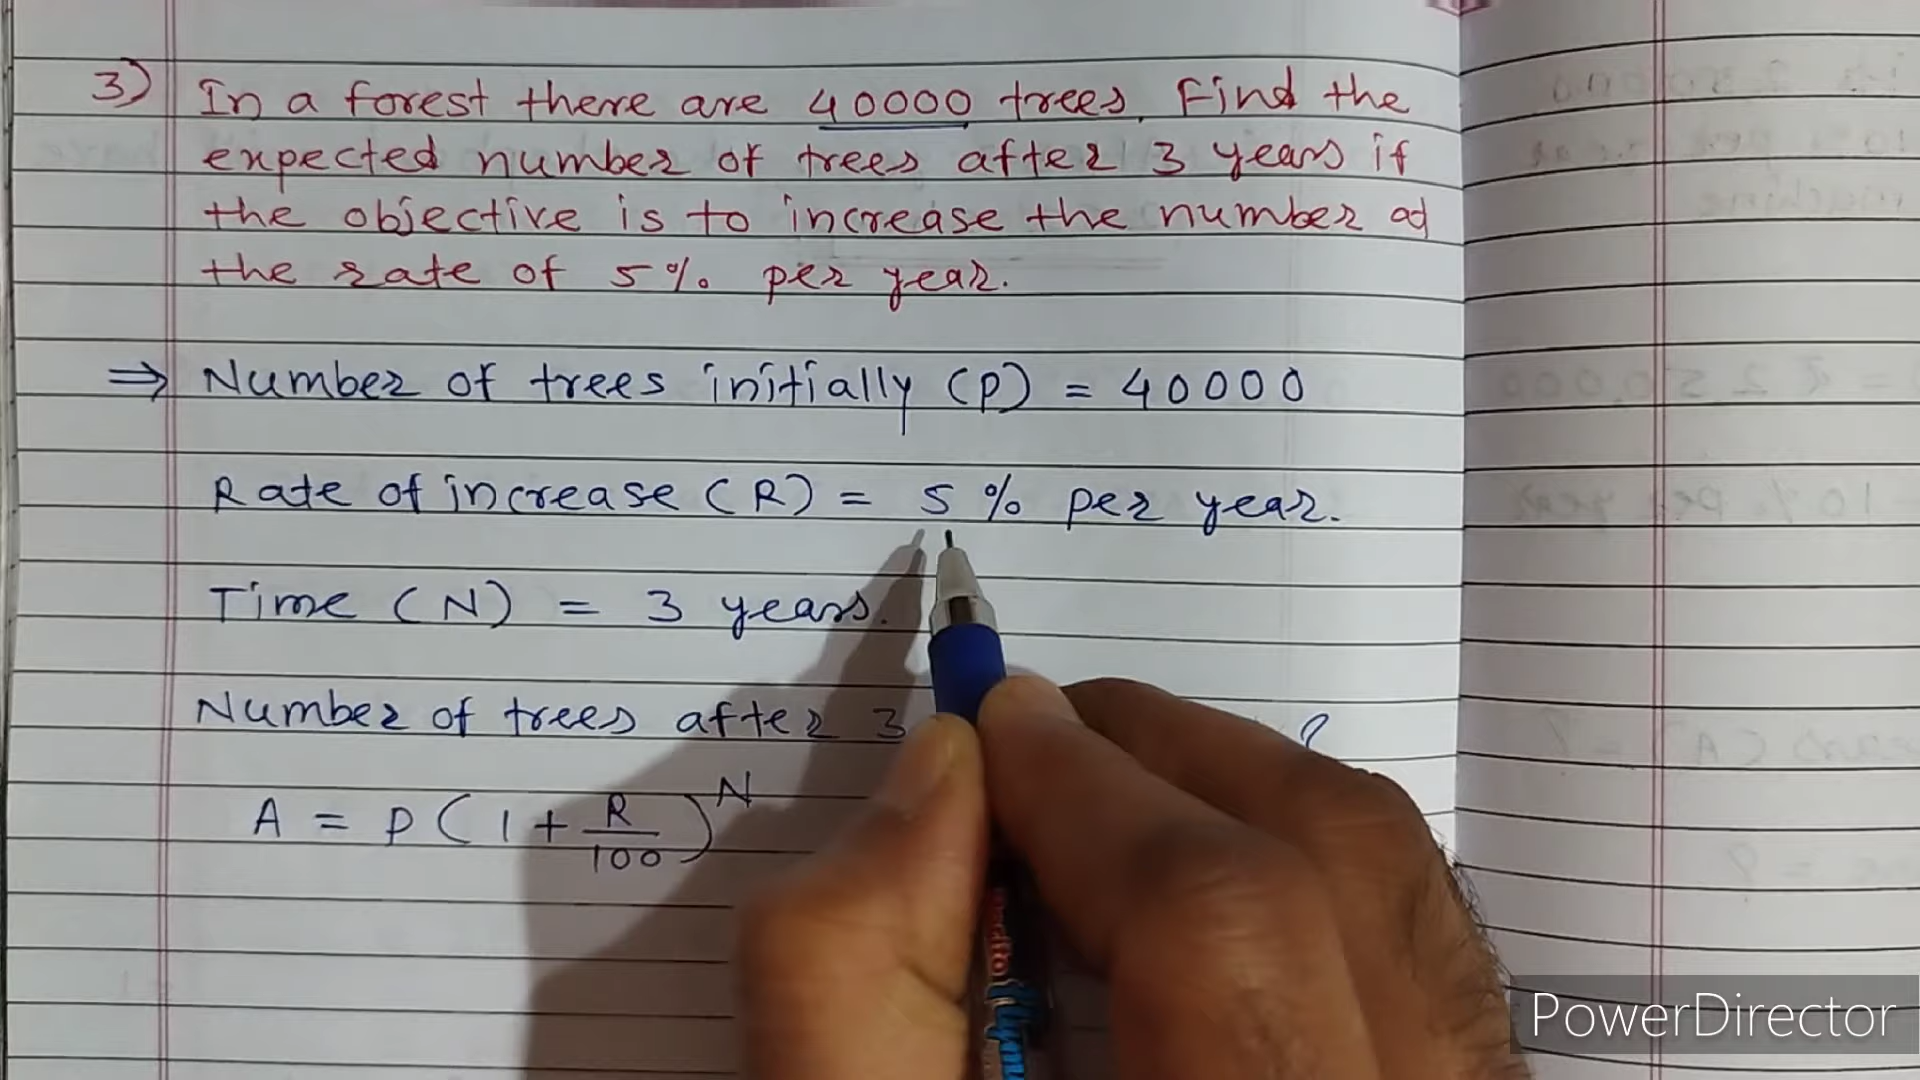 3) In a forest there are 40000 trees. Find the
expected number of trees after 3 years if
the objective is to increase the number at
the rate of 5% per year.
⇒ Number of trees initially (P) = 40000
Rate of increase (R) = 5 % per year.
Time (N) = 3 years.
Number of trees after 3 ?
A = P ( 1 + R/100 )^N
PowerDirector